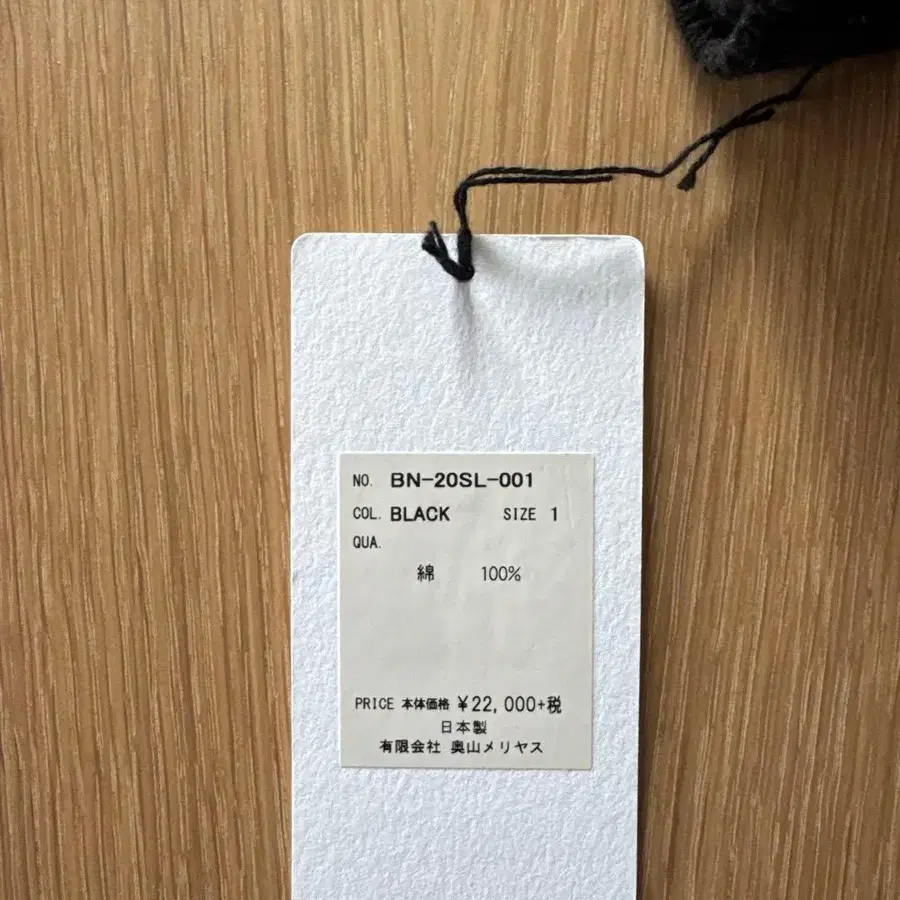 NO. BN-20SL-001
COL. BLACK SIZE 1
QUA.
綿 100%
PRICE 本体価格 ¥22,000+税
日本製
有限会社 奥山メリヤス